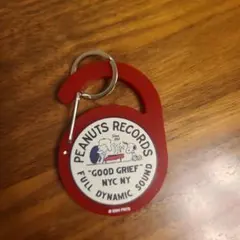 PEANUTS RECORDS
"GOOD GRIEF"
NYC NY
FULL DYNAMIC SOUND